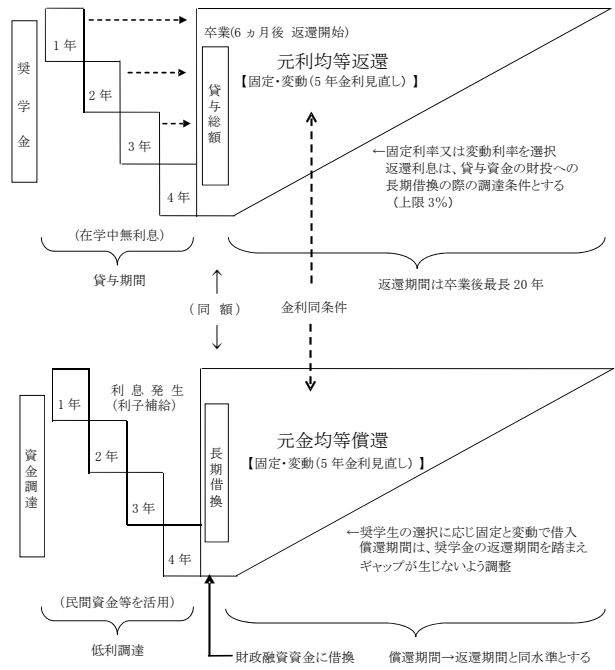 卒業(6ヵ月後 返還開始)
1年
元利均等返還
【固定・変動(5年金利見直し)】
奨学金
2年
貸与総額
3年
←固定利率又は変動利率を選択
返還利息は、貸与資金の財投への
長期借換の際の調達条件とする
(上限3%)
4年
(在学中無利息)
貸与期間
返還期間は卒業後最長20年
(同 額)
金利同条件
利 息 発 生
(利子補給)
1年
資金調達
2年
長期借換
元金均等償還
【固定・変動(5年金利見直し)】
3年
←奨学生の選択に応じ固定と変動で借入
償還期間は、奨学金の返還期間を踏まえ
ギャップが生じないよう調整
4年
(民間資金等を活用)
低利調達
財政融資資金に借換
償還期間→返還期間と同水準とする